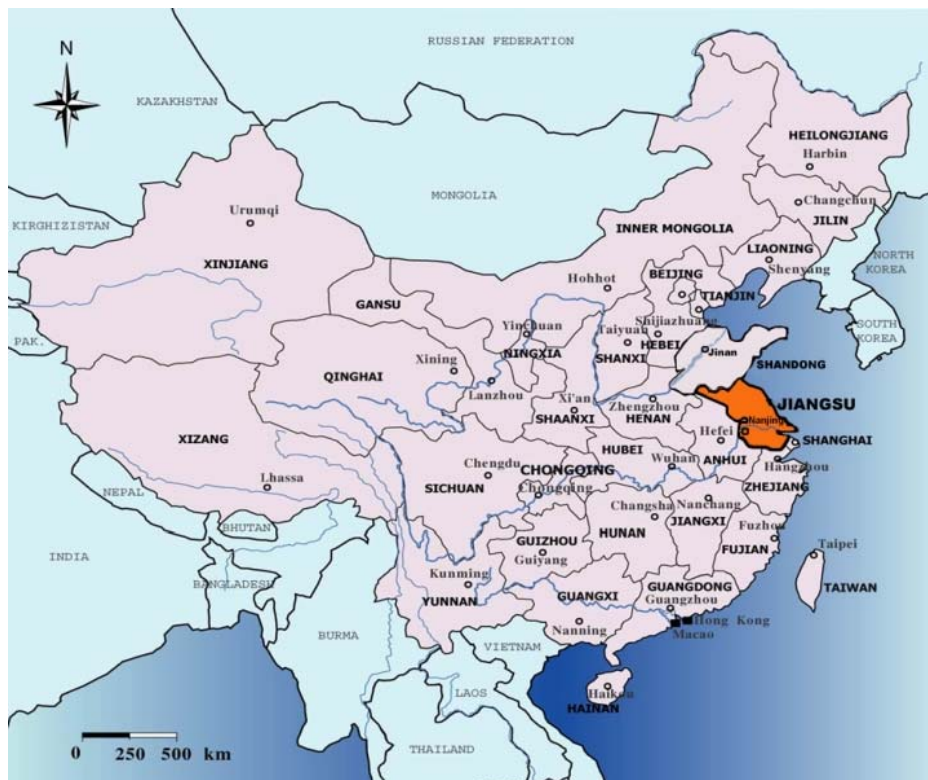 RUSSIAN FEDERATION
N
KAZAKHSTAN
HEILONGJIANG
Harbin
MONGOLIA
Changchun
JILIN
Urumqi
KIRGHIZISTAN
INNER MONGOLIA
LIAONING
Shenyang
NORTH
KOREA
XINJIANG
BEIJING
Hohhot
TIANJIN
GANSU
Shijiazhuang
SOUTH
KOREA
Yinchuan
Taiyuan
HEBEI
PAK.
NINGXIA
SHANXI
Jinan
SHANDONG
Xining
QINGHAI
Lanzhou
Xi'an
Zhengzhou
JIANGSU
SHAANXI
HENAN
Nanjing
XIZANG
Hefei
SHANGHAI
HUBEI
Wuhan
ANHUI
Hangzhou
Chengdu
CHONGQING
SICHUAN
Chongqing
ZHEJIANG
Lhassa
NEPAL
Nanchang
Changsha
JIANGXI
BHUTAN
Fuzhou
HUNAN
GUIZHOU
Guiyang
FUJIAN
Taipei
INDIA
BANGLADESH
Kunming
YUNNAN
GUANGXI
GUANGDONG
Guangzhou
TAIWAN
Hong Kong
Nanning
Macao
BURMA
VIETNAM
LAOS
Haikou
HAINAN
THAILAND
0 250 500 km